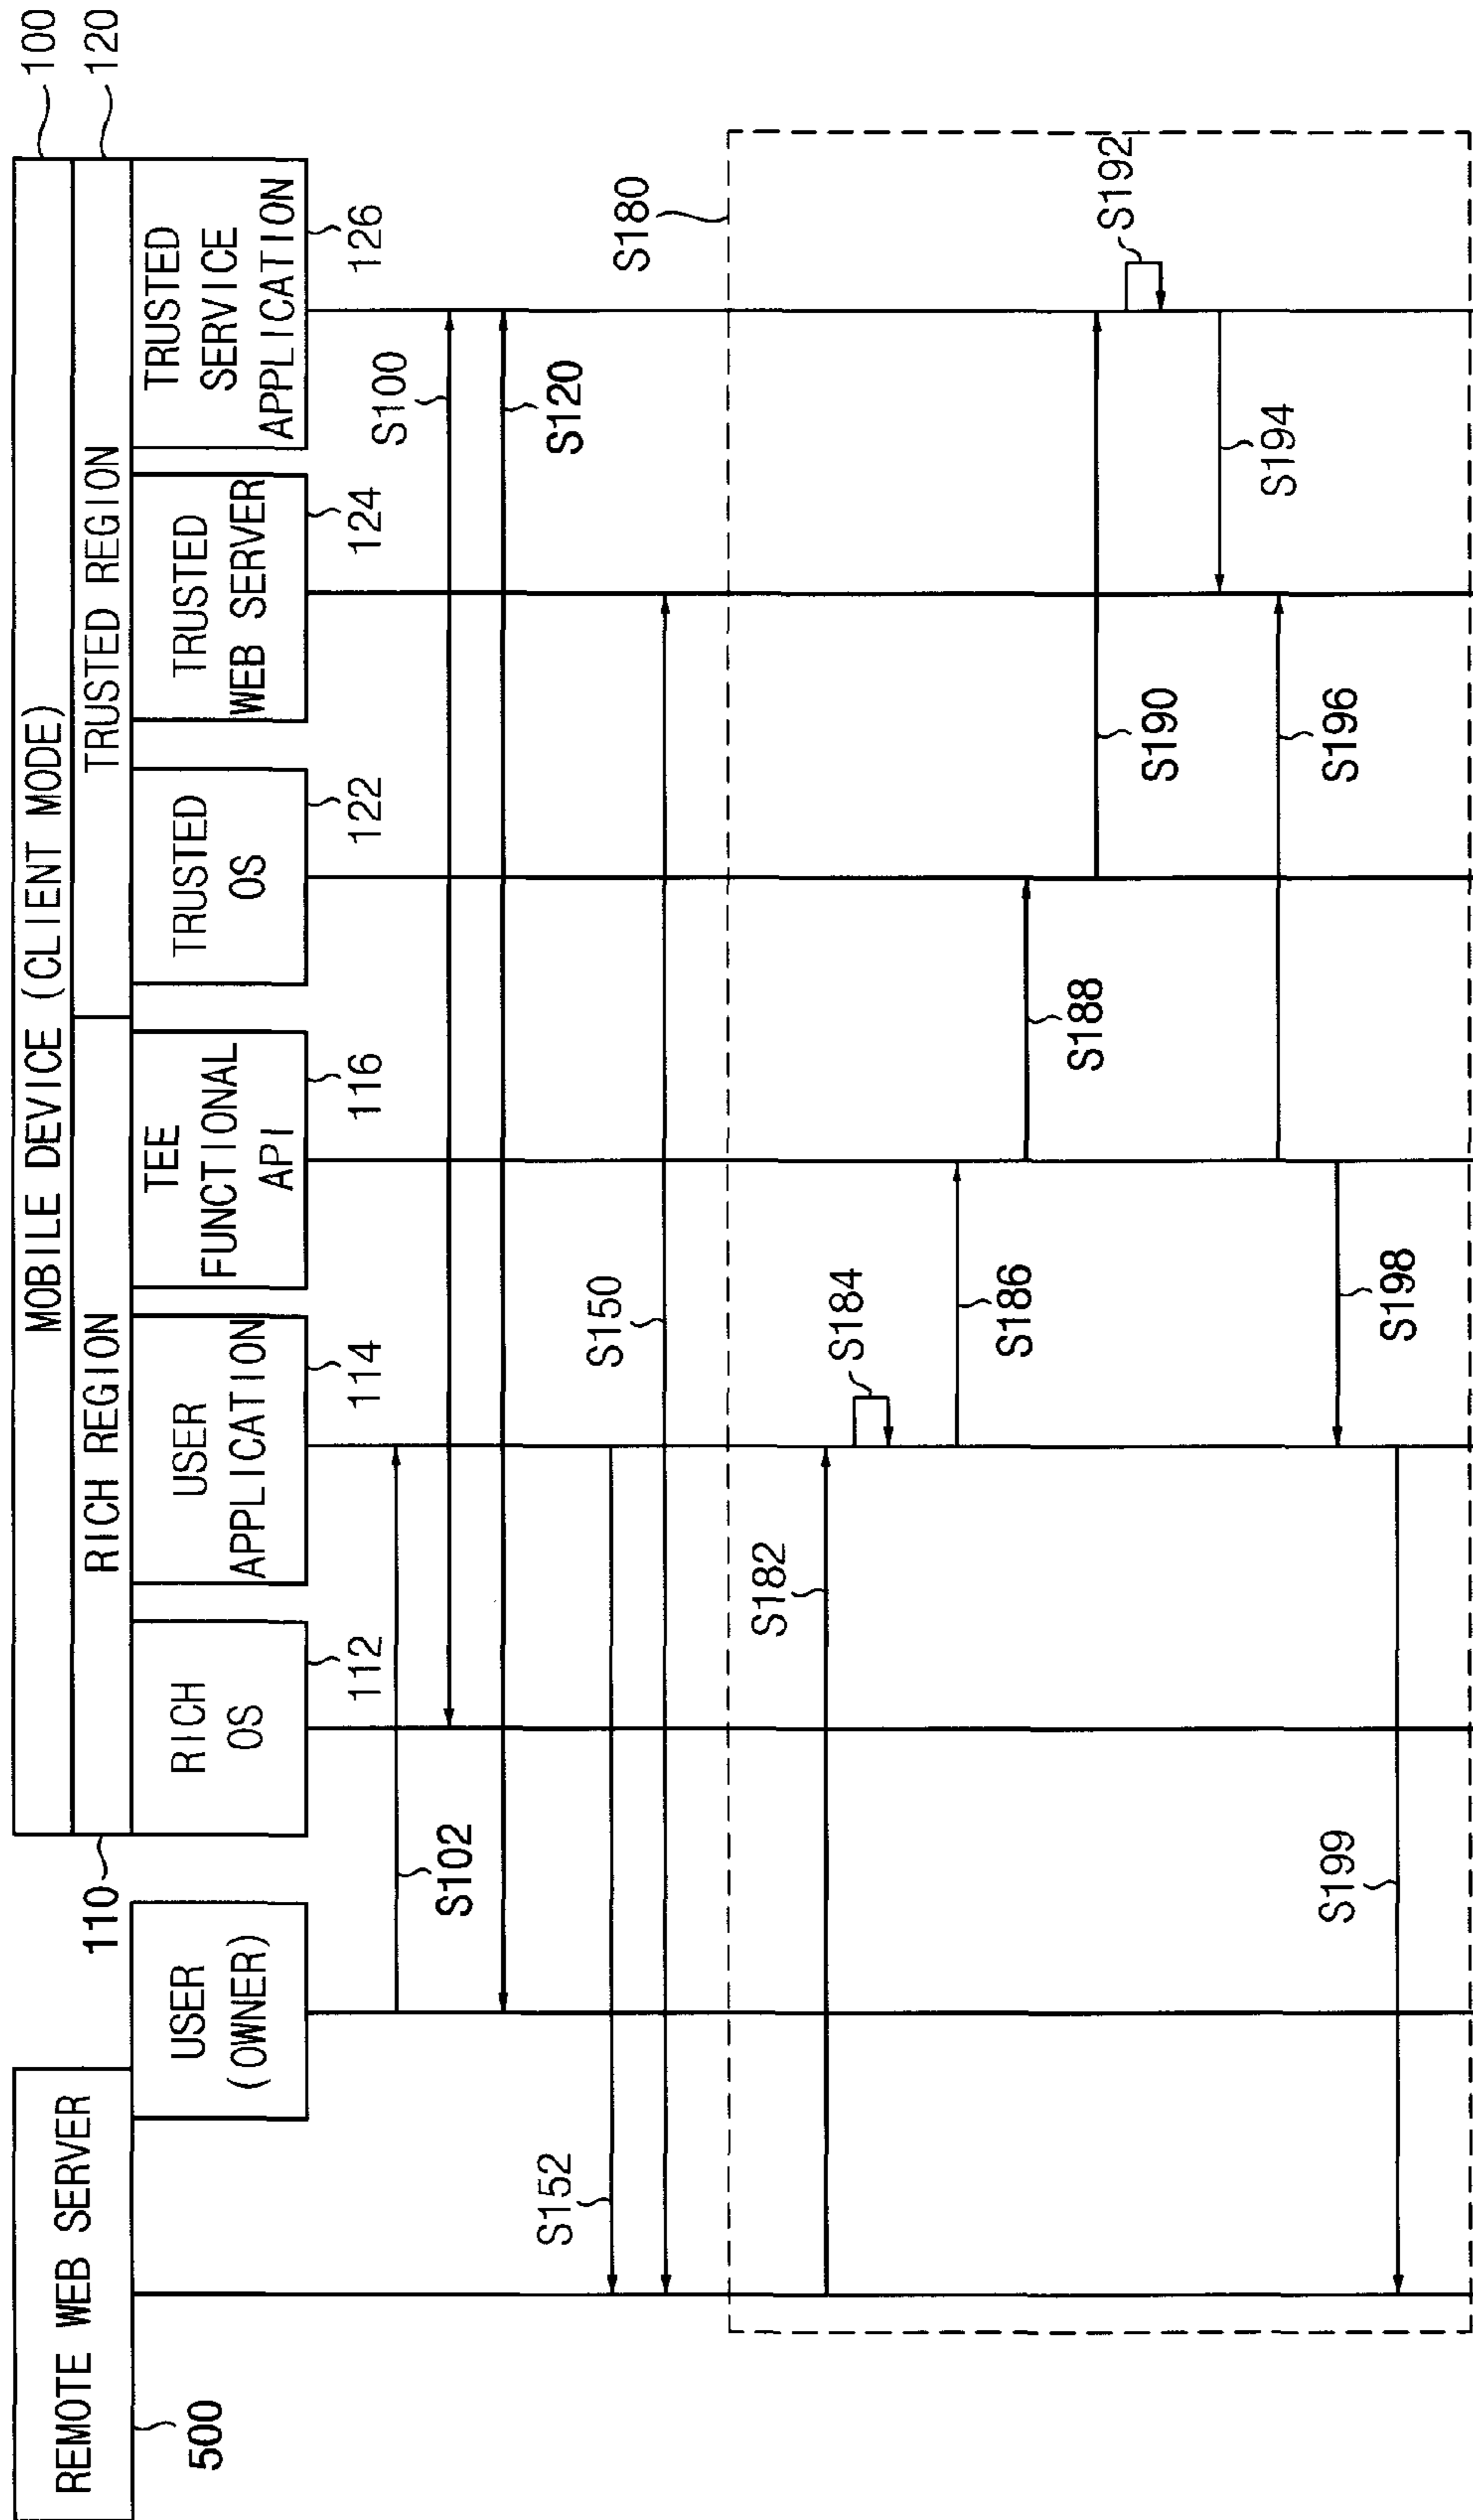 100
120
MOBILE DEVICE (CLIENT MODE)
RICH REGION
TRUSTED REGION
110
REMOTE WEB SERVER
500
USER
(OWNER)
RICH
OS
112
USER
APPLICATION
114
TEE
FUNCTIONAL
API
116
TRUSTED
OS
122
TRUSTED
WEB SERVER
124
TRUSTED
SERVICE
APPLICATION
126
S102
S100
S120
S152
S150
S180
S182
S184
S186
S188
S190
S192
S194
S196
S198
S199